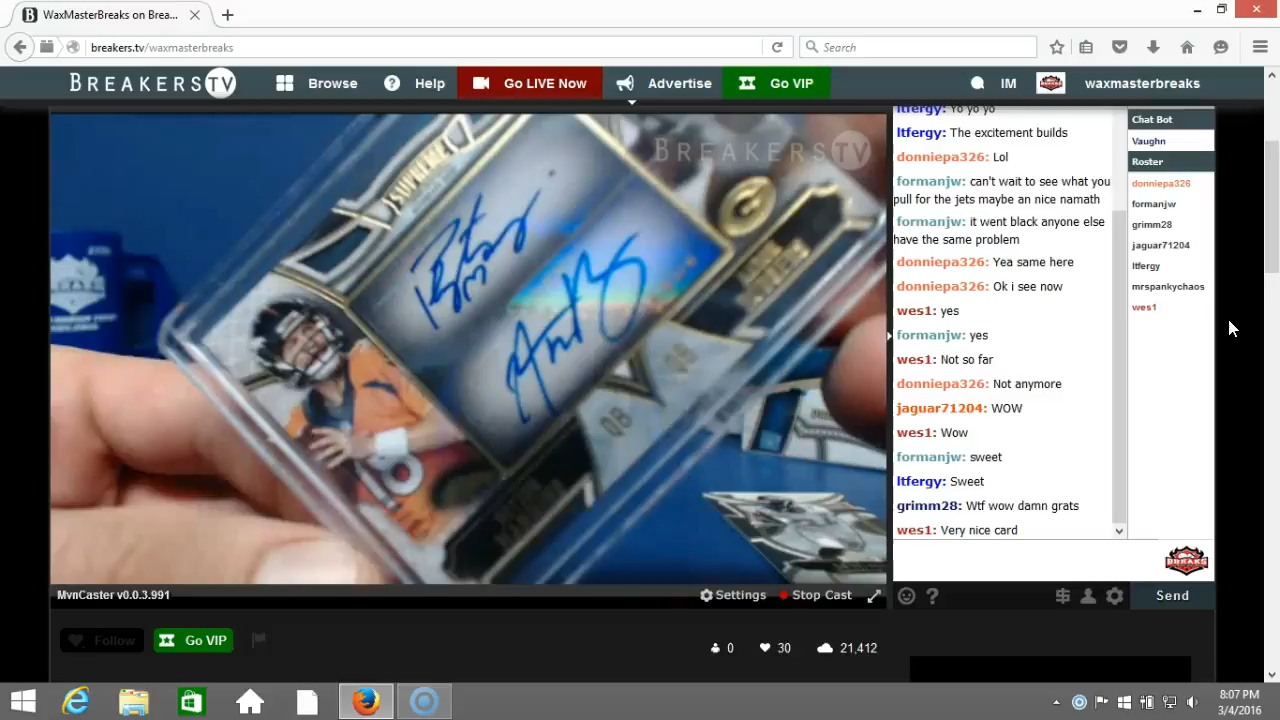 WaxMasterBreaks on Brea...
breakers.tv/waxmasterbreaks
Search
BREAKERSTV
Browse
Help
Go LIVE Now
Advertise
Go VIP
IM
waxmasterbreaks
BREAKERSTV
QB
QB
ltfergy: Yo yo yo
ltfergy: The excitement builds
donniepa326: Lol
formanjw: can't wait to see what you
pull for the jets maybe an nice namath
formanjw: it went black anyone else
have the same problem
donniepa326: Yea same here
donniepa326: Ok i see now
wes1: yes
formanjw: yes
wes1: Not so far
donniepa326: Not anymore
jaguar71204: WOW
wes1: Wow
formanjw: sweet
ltfergy: Sweet
grimm28: Wtf wow damn grats
wes1: Very nice card
Chat Bot
Vaughn
Roster
donniepa326
formanjw
grimm28
jaguar71204
ltfergy
mrspankychaos
wes1
BREAKS
Send
MvnCaster v0.0.3.991
Settings
Stop Cast
Follow
Go VIP
0
30
21,412
8:07 PM
3/4/2016